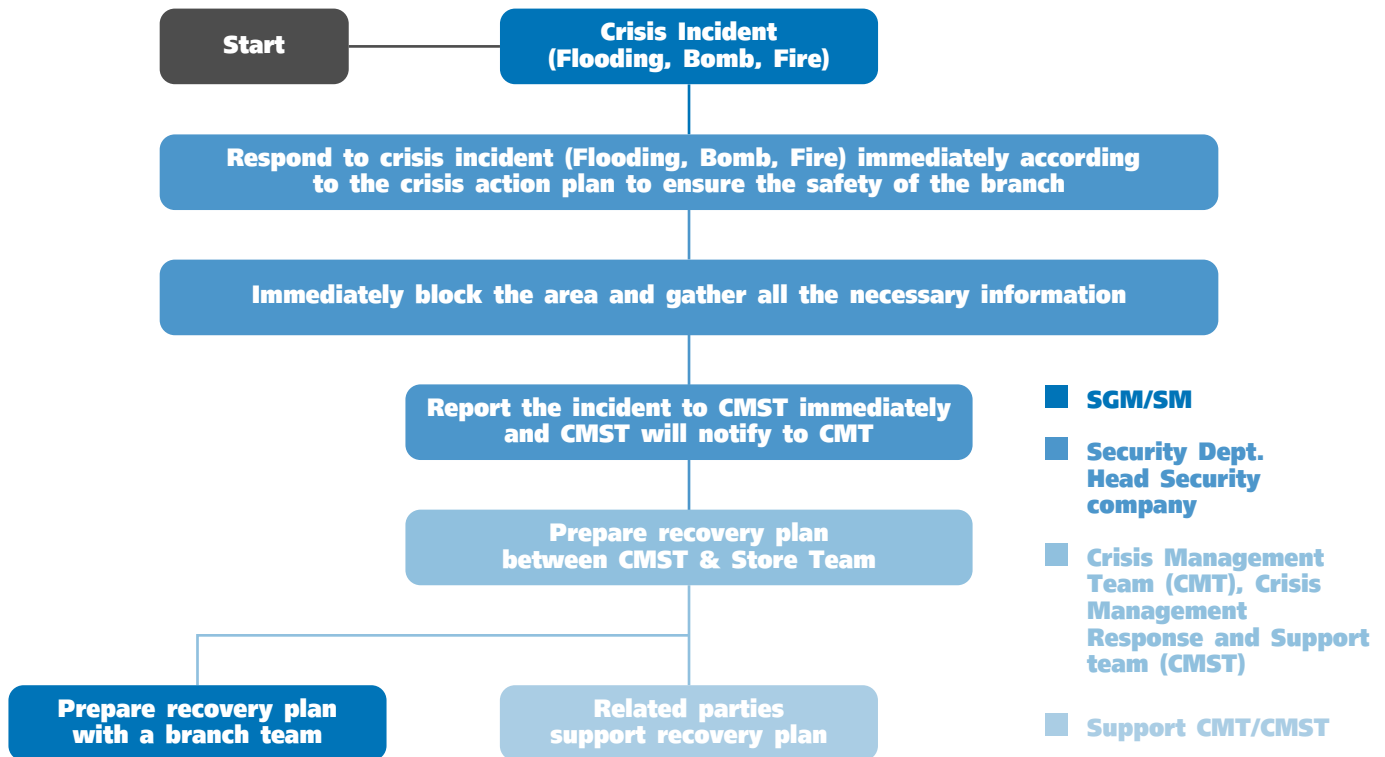 Start
Crisis Incident
(Flooding, Bomb, Fire)
Respond to crisis incident (Flooding, Bomb, Fire) immediately according
to the crisis action plan to ensure the safety of the branch
Immediately block the area and gather all the necessary information
Report the incident to CMST immediately
and CMST will notify to CMT
Prepare recovery plan
between CMST & Store Team
Prepare recovery plan
with a branch team
Related parties
support recovery plan
SGM/SM
Security Dept.
Head Security
company
Crisis Management
Team (CMT), Crisis
Management
Response and Support
team (CMST)
Support CMT/CMST